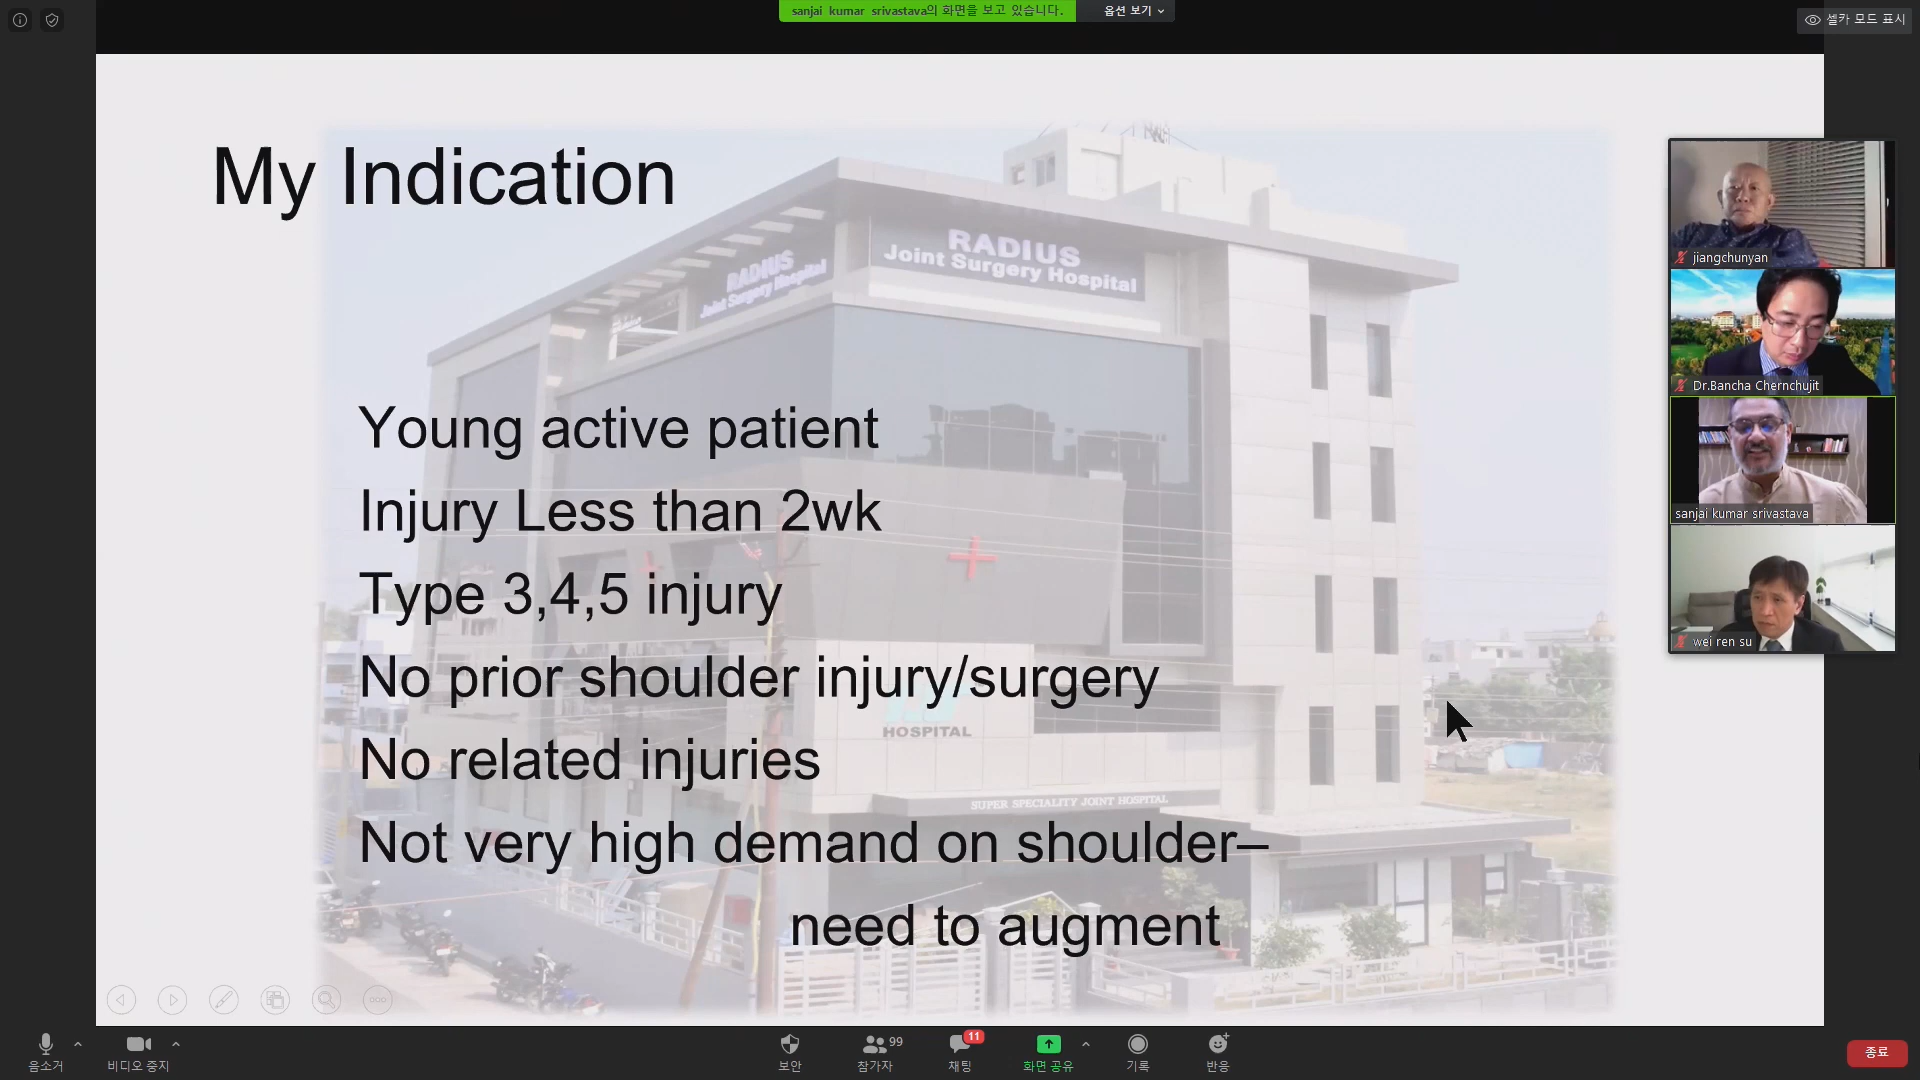 sanjai kumar srivastava의 화면을 보고 있습니다.
옵션 보기
셀카 모드 표시
My Indication
RADIUS
Joint Surgery Hospital
RADIUS
Joint Surgery Hospital
Young active patient
Injury Less than 2wk
Type 3,4,5 injury
No prior shoulder injury/surgery
HOSPITAL
No related injuries
SUPER SPECIALITY JOINT HOSPITAL
Not very high demand on shoulder–
need to augment
jiangchunyan
Dr.Bancha Chernchujit
sanjai kumar srivastava
wei ren su
음소거
비디오 중지
보안
99
참가자
11
채팅
화면 공유
기록
반응
종료